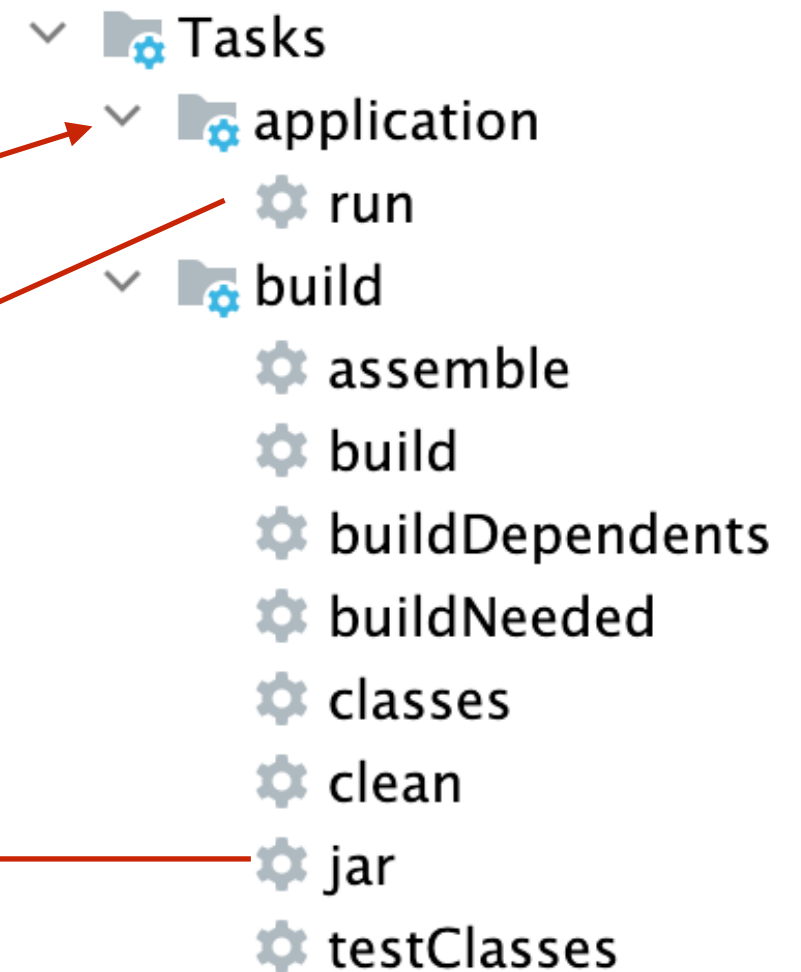 Tasks
application
run
build
assemble
build
buildDependents
buildNeeded
classes
clean
jar
testClasses